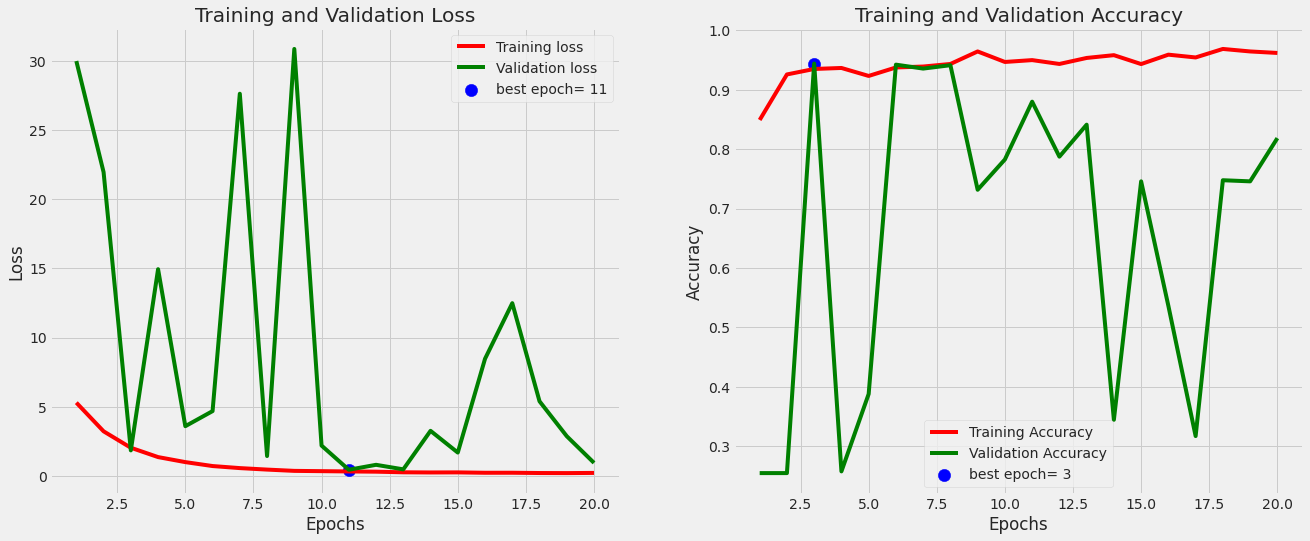 Training and Validation Loss
Training loss
Validation loss
best epoch= 11
30
25
20
15
10
5
0
Loss
2.5 5.0 7.5 10.0 12.5 15.0 17.5 20.0
Epochs
Training and Validation Accuracy
1.0
0.9
0.8
0.7
0.6
0.5
0.4
0.3
Accuracy
Training Accuracy
Validation Accuracy
best epoch= 3
2.5 5.0 7.5 10.0 12.5 15.0 17.5 20.0
Epochs